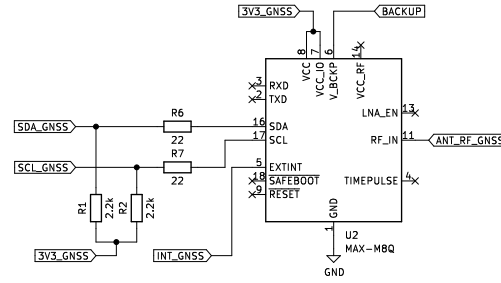 3V3_GNSS
BACKUP
8
7
6
14
VCC
VCC_IO
V_BCKP
VCC_RF
3
RXD
2
TXD
LNA_EN
13
R6
SDA_GNSS
16
SDA
22
RF_IN
11
ANT_RF_GNSS
17
SCL
R7
SCL_GNSS
5
EXTINT
22
18
SAFEBOOT
TIMEPULSE
4
9
RESET
R1
2.2k
R2
2.2k
GND
1
3V3_GNSS
INT_GNSS
U2
MAX-M8Q
GND